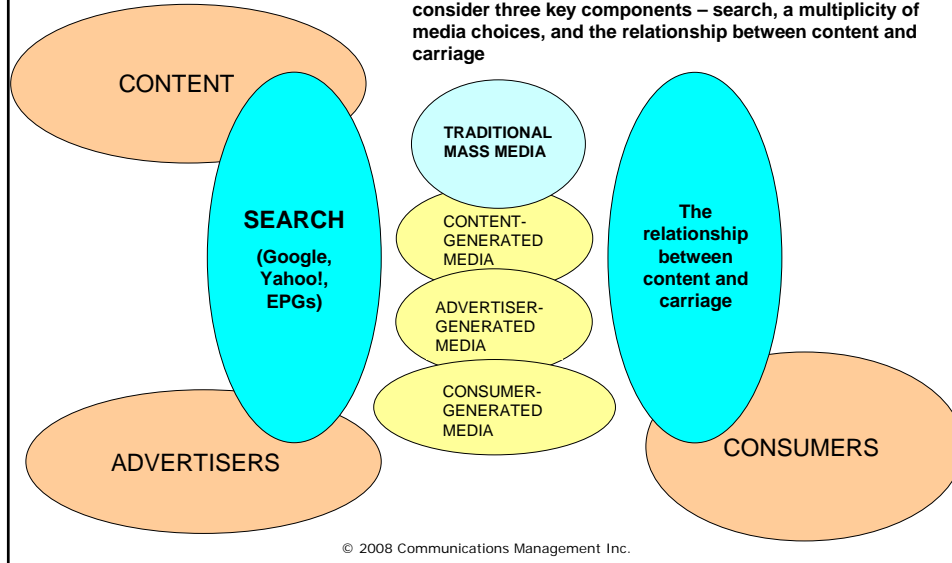 consider three key components – search, a multiplicity of
media choices, and the relationship between content and
carriage
CONTENT
TRADITIONAL
MASS MEDIA
SEARCH
(Google,
Yahoo!,
EPGs)
CONTENT-
GENERATED
MEDIA
ADVERTISER-
GENERATED
MEDIA
CONSUMER-
GENERATED
MEDIA
The
relationship
between
content and
carriage
ADVERTISERS
CONSUMERS
© 2008 Communications Management Inc.